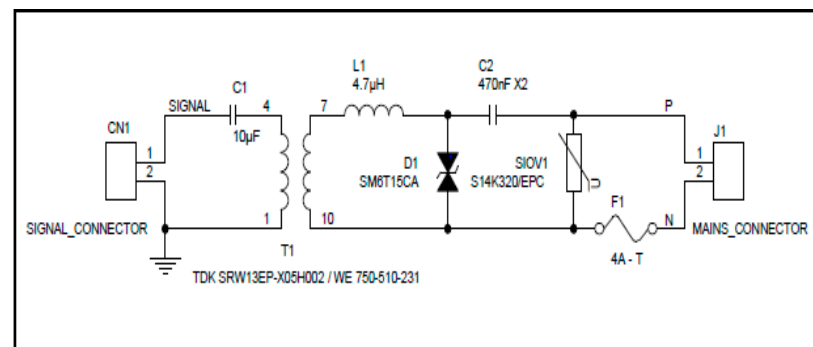 L1
4.7µH
C2
470nF X2
C1
10µF
SIGNAL
4
7
P
CN1
1
2
SIGNAL_CONNECTOR
D1
SM6T15CA
SIOV1
S14K320/EPC
U
J1
1
2
MAINS_CONNECTOR
F1
4A - T
N
1
10
T1
TDK SRW13EP-X05H002 / WE 750-510-231